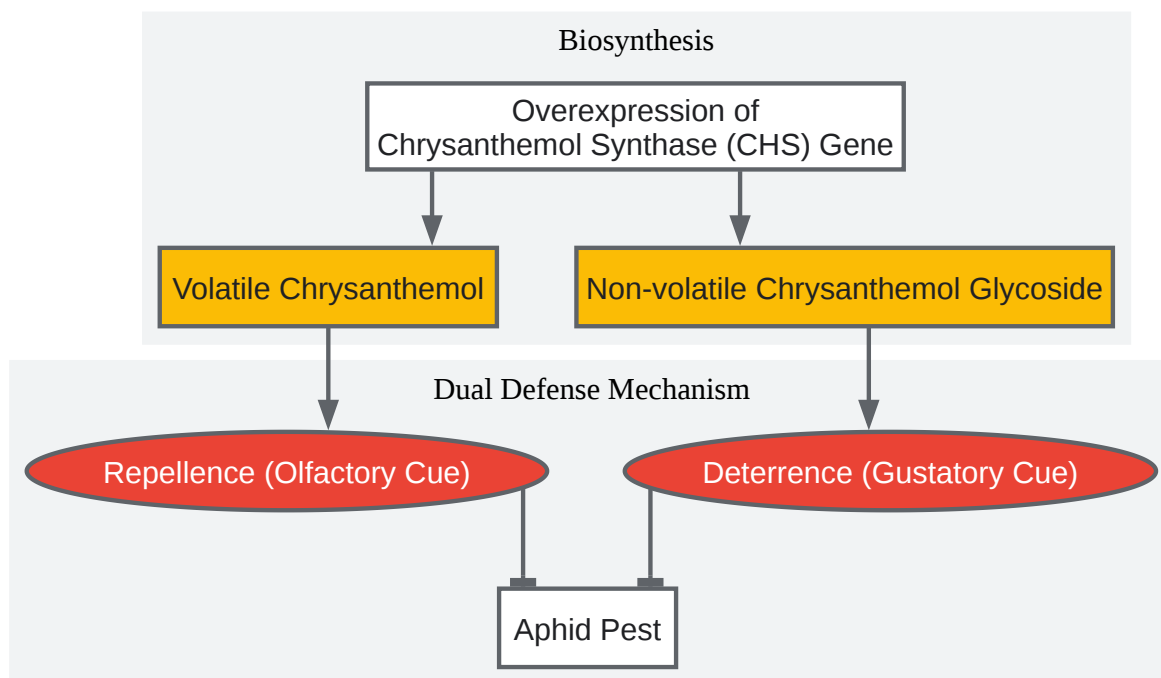 Biosynthesis
Overexpression of
Chrysanthemol Synthase (CHS) Gene
Volatile Chrysanthemol
Non-volatile Chrysanthemol Glycoside
Dual Defense Mechanism
Repellence (Olfactory Cue)
Deterrence (Gustatory Cue)
Aphid Pest